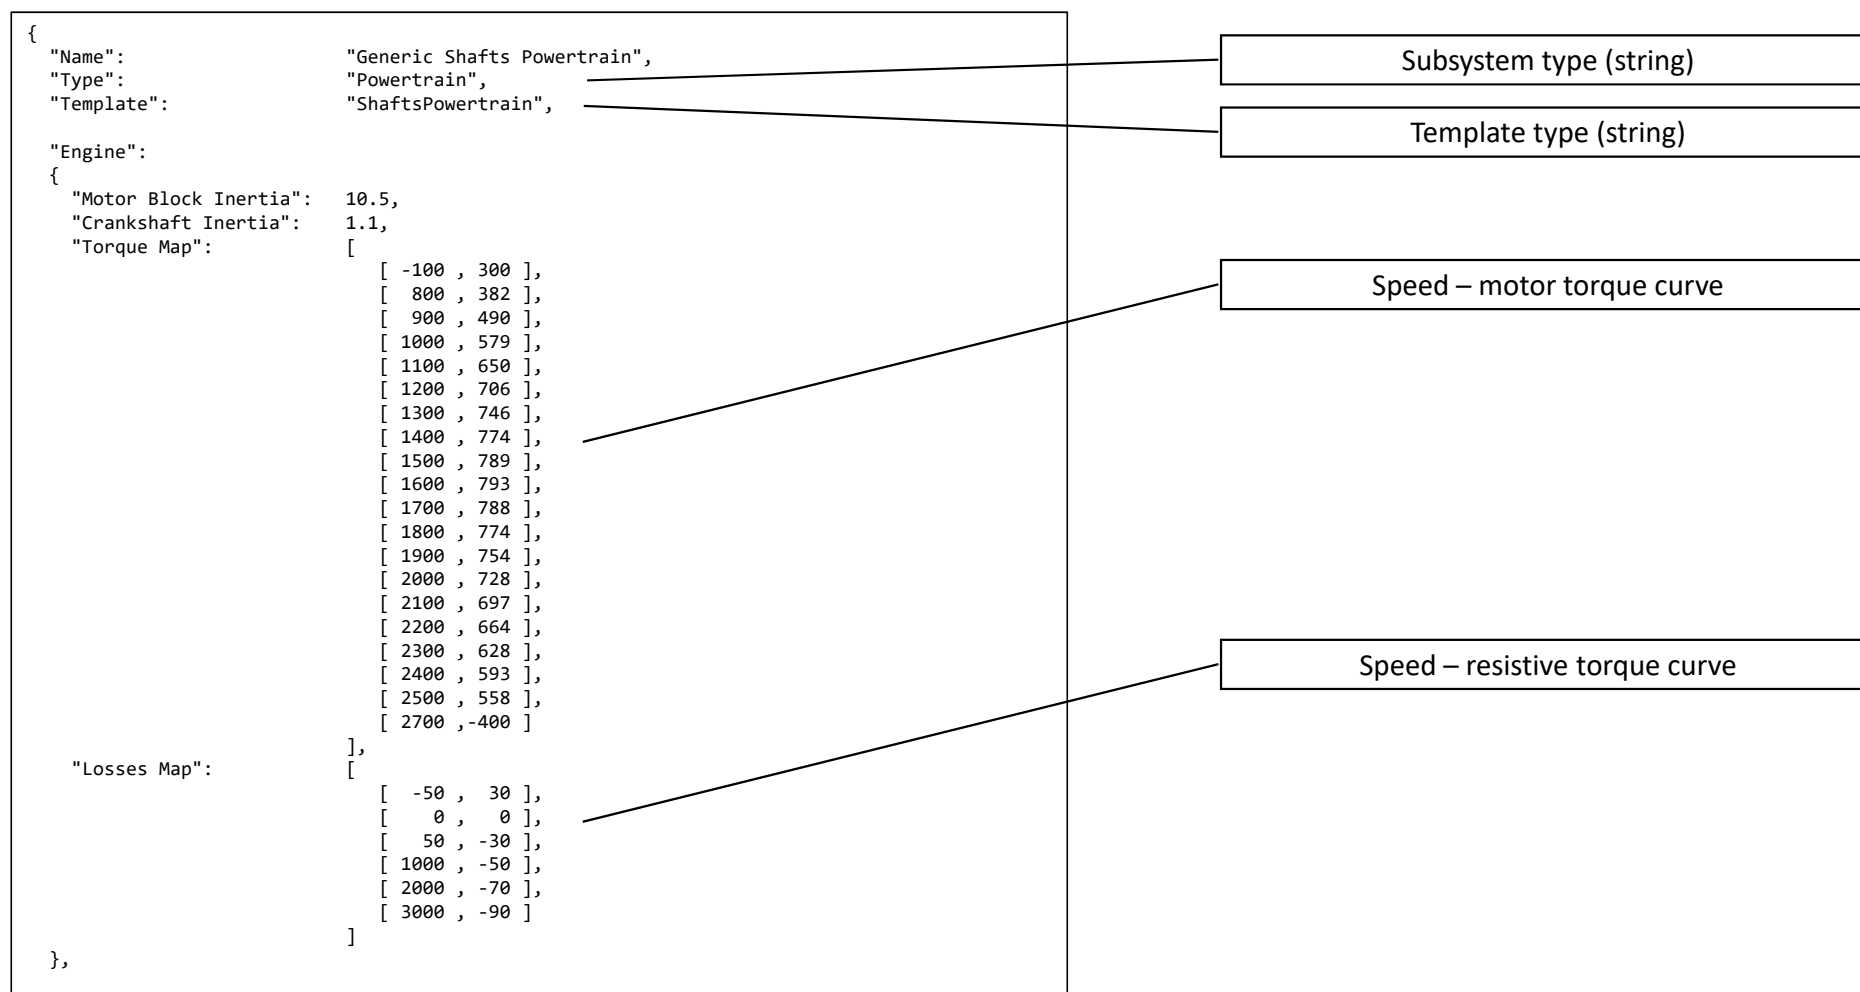 {
"Name": "Generic Shafts Powertrain",
"Type": "Powertrain",
"Template": "ShaftsPowertrain",
"Engine":
{
"Motor Block Inertia": 10.5,
"Crankshaft Inertia": 1.1,
"Torque Map": [
[ -100 , 300 ],
[ 800 , 382 ],
[ 900 , 490 ],
[ 1000 , 579 ],
[ 1100 , 650 ],
[ 1200 , 706 ],
[ 1300 , 746 ],
[ 1400 , 774 ],
[ 1500 , 789 ],
[ 1600 , 793 ],
[ 1700 , 788 ],
[ 1800 , 774 ],
[ 1900 , 754 ],
[ 2000 , 728 ],
[ 2100 , 697 ],
[ 2200 , 664 ],
[ 2300 , 628 ],
[ 2400 , 593 ],
[ 2500 , 558 ],
[ 2700 ,-400 ]
],
"Losses Map": [
[ -50 , 30 ],
[ 0 , 0 ],
[ 50 , -30 ],
[ 1000 , -50 ],
[ 2000 , -70 ],
[ 3000 , -90 ]
]
},
Subsystem type (string)
Template type (string)
Speed – motor torque curve
Speed – resistive torque curve